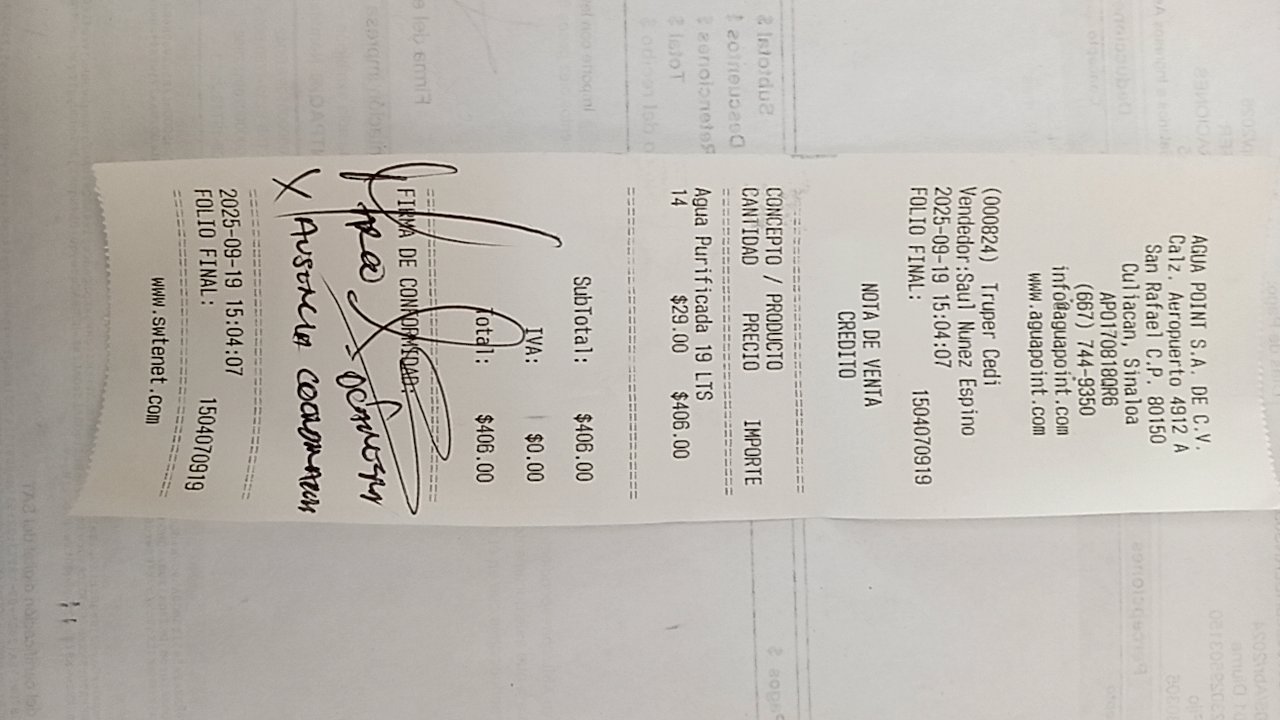 AGUA POINT S.A. DE C.V.
Calz. Aeropuerto 4912 A
San Rafael C.P. 80150
Culiacan, Sinaloa
APO170818QR6
(667) 744-9350
info@aguapoint.com
www.aguapoint.com
(000824) Truper Cedi
Vendedor:Saul Nunez Espino
2025-09-19 15:04:07
FOLIO FINAL: 1504070919
NOTA DE VENTA
CREDITO
CONCEPTO / PRODUCTO
CANTIDAD PRECIO IMPORTE
Agua Purificada 19 LTS
14 $29.00 $406.00
SubTotal: $406.00
IVA: $0.00
Total: $406.00
FIRMA DE CONFORMIDAD:
X Ausencia
2025-09-19 15:04:07
FOLIO FINAL: 1504070919
www.swtenet.com